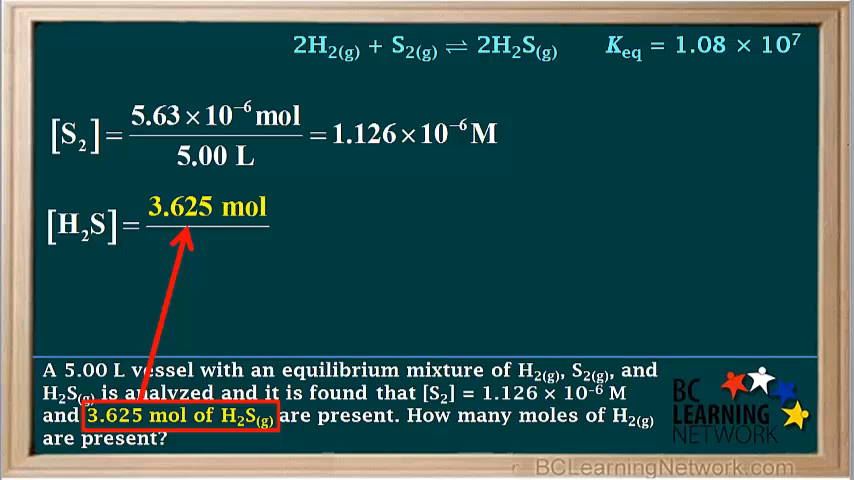 2H₂(g) + S₂(g) ⇌ 2H₂S(g) Keq = 1.08 × 10⁷
[S₂] = 5.63 × 10⁻⁶ mol / 5.00 L = 1.126 × 10⁻⁶ M
[H₂S] = 3.625 mol
A 5.00 L vessel with an equilibrium mixture of H₂(g), S₂(g), and
H₂S(g) is analyzed and it is found that [S₂] = 1.126 × 10⁻⁶ M
and 3.625 mol of H₂S(g) are present. How many moles of H₂(g)
are present?
BC
LEARNING
NETWORK
BCLearningNetwork.com